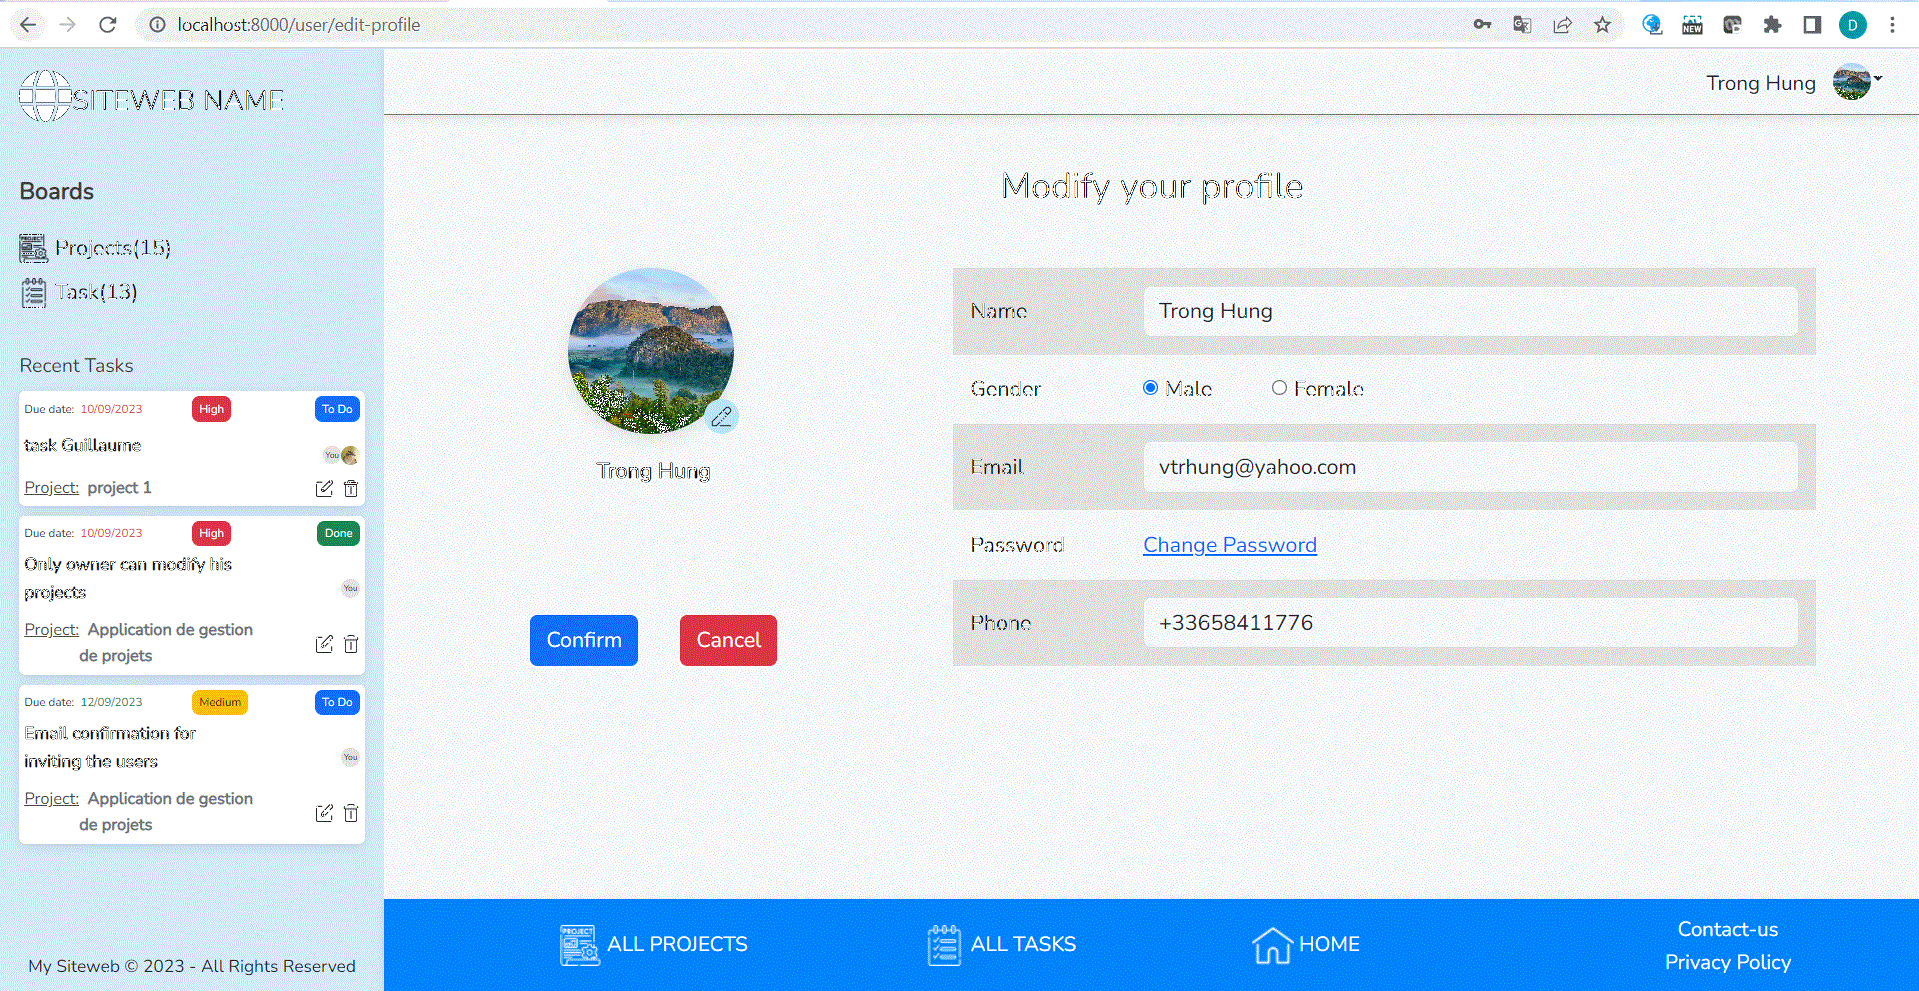 localhost:8000/user/edit-profile
NEW
D
SITEWEB NAME
Trong Hung
Boards
PROJECT
Projects(15)
Task(13)
Recent Tasks
Due date: 10/09/2023 High To Do
task Guillaume
You
Project: project 1
Due date: 10/09/2023 High Done
Only owner can modify his
projects
You
Project: Application de gestion
de projets
Due date: 12/09/2023 Medium To Do
Email confirmation for
inviting the users
You
Project: Application de gestion
de projets
My Siteweb © 2023 - All Rights Reserved
Modify your profile
Trong Hung
Confirm
Cancel
Name Trong Hung
Gender Male Female
Email vtrhung@yahoo.com
Password Change Password
Phone +33658411776
PROJECT
ALL PROJECTS
ALL TASKS
HOME
Contact-us
Privacy Policy